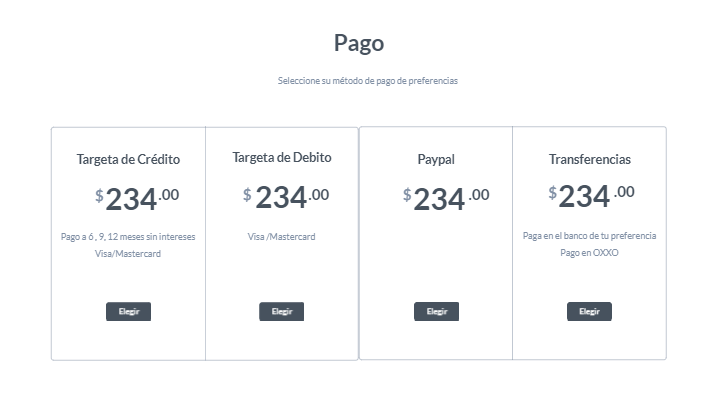 Pago
Seleccione su método de pago de preferencias
Targeta de Crédito
$234.00
Pago a 6 , 9, 12 meses sin intereses
Visa/Mastercard
Elegir
Targeta de Debito
$234.00
Visa /Mastercard
Elegir
Paypal
$234.00
Elegir
Transferencias
$234.00
Paga en el banco de tu preferencia
Pago en OXXO
Elegir